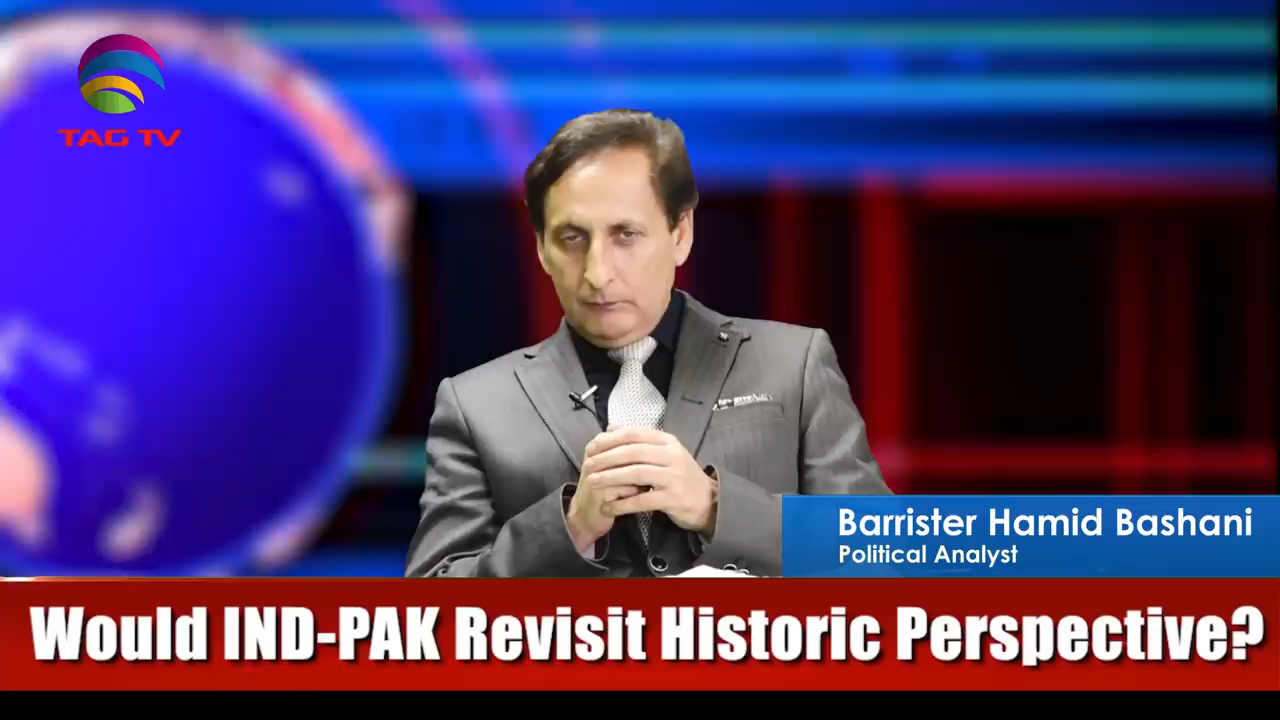 TAG TV
Barrister Hamid Bashani
Political Analyst
Would IND-PAK Revisit Historic Perspective?